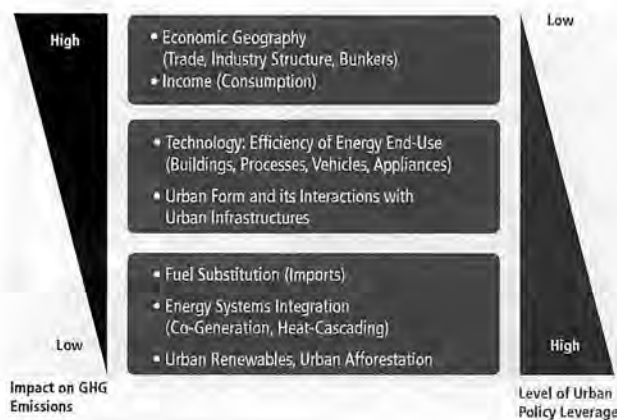 High
Low
• Economic Geography
(Trade, Industry Structure, Bunkers)
• Income (Consumption)
• Technology: Efficiency of Energy End-Use
(Buildings, Processes, Vehicles, Appliances)
• Urban Form and its Interactions with
Urban Infrastructures
• Fuel Substitution (Imports)
• Energy Systems Integration
(Co-Generation, Heat-Cascading)
• Urban Renewables, Urban Afforestation
Low
High
Impact on GHG
Emissions
Level of Urban
Policy Leverage